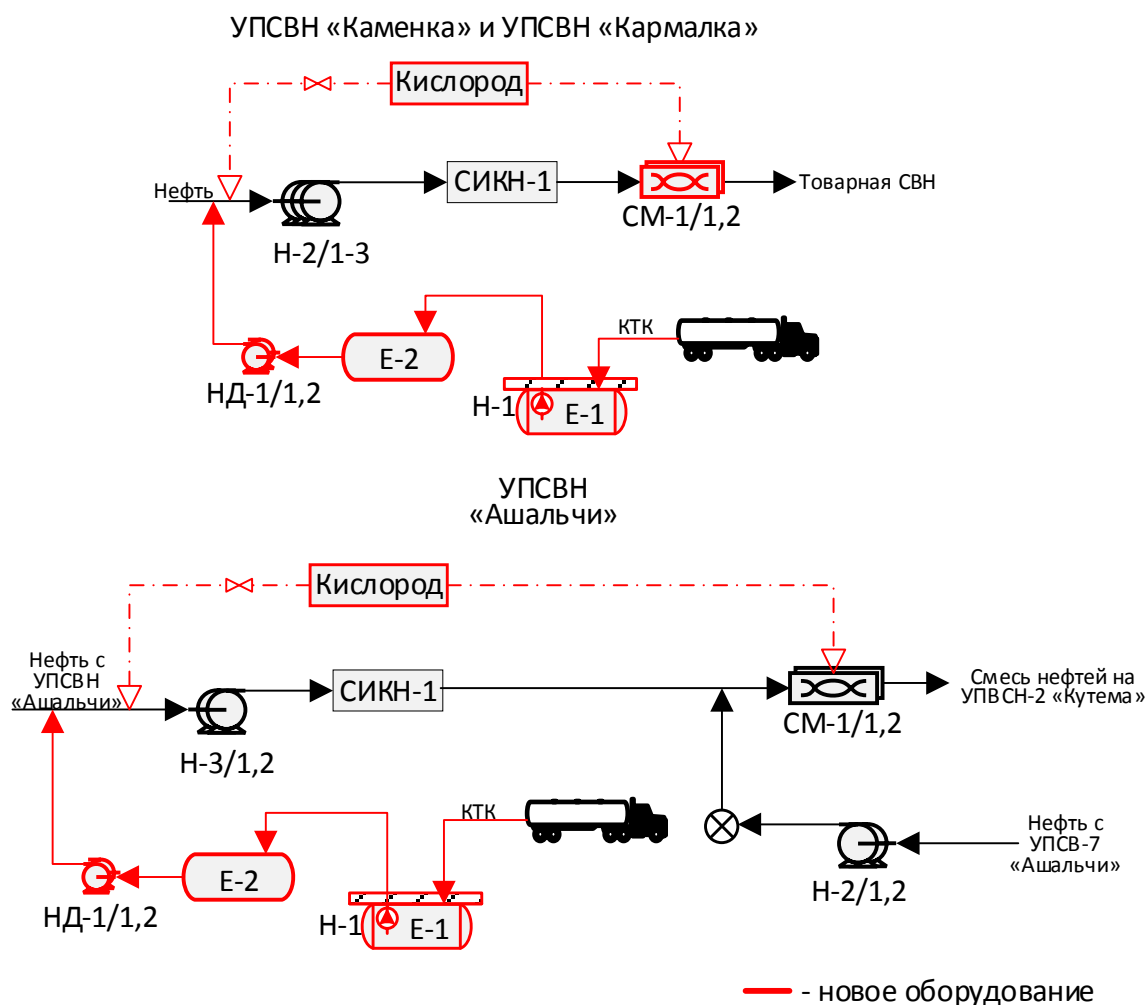 УПСВН «Каменка» и УПСВН «Кармалка»
Кислород
Нефть
СИКН-1
Товарная СВН
СМ-1/1,2
Н-2/1-3
КТК
Е-2
НД-1/1,2
Н-1
Е-1
УПСВН
«Ашальчи»
Кислород
Нефть с
УПСВН
«Ашальчи»
СИКН-1
Смесь нефтей на
УПВСН-2 «Кутема»
СМ-1/1,2
Н-3/1,2
КТК
Нефть с
УПСВ-7
«Ашальчи»
Е-2
Н-2/1,2
НД-1/1,2
Н-1
Е-1
- новое оборудование